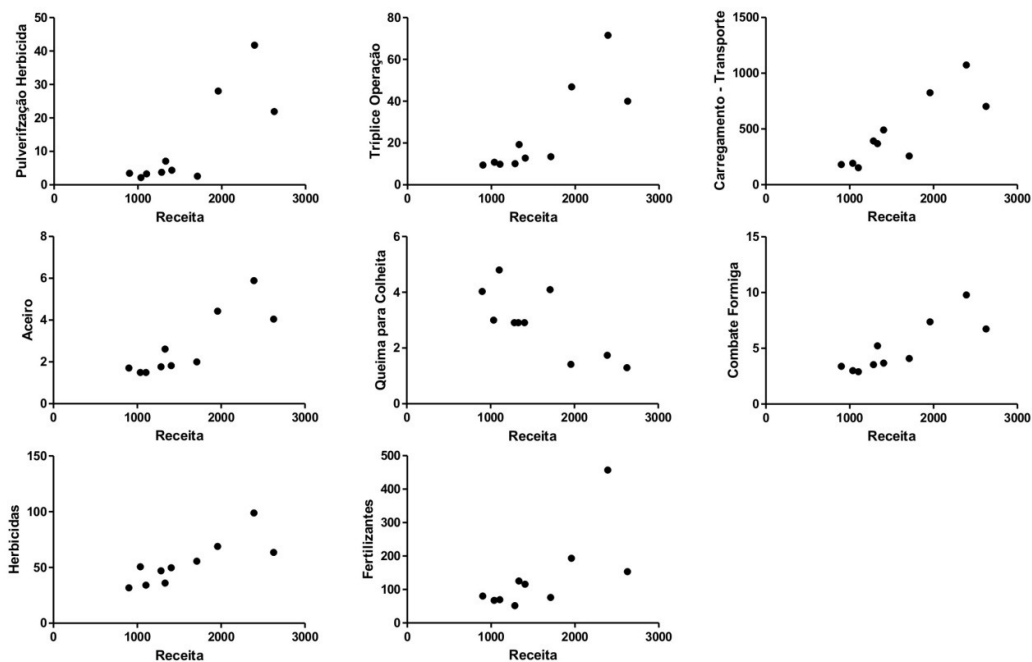 Pulverifzação Herbicida
50
40
30
20
10
0
0 1000 2000 3000
Receita
Tríplice Operação
80
60
40
20
0
0 1000 2000 3000
Receita
Carregamento - Transporte
1500
1000
500
0
0 1000 2000 3000
Receita
Aceiro
8
6
4
2
0
0 1000 2000 3000
Receita
Queima para Colheita
6
4
2
0
0 1000 2000 3000
Receita
Combate Formiga
15
10
5
0
0 1000 2000 3000
Receita
Herbicidas
150
100
50
0
0 1000 2000 3000
Receita
Fertilizantes
500
400
300
200
100
0
0 1000 2000 3000
Receita